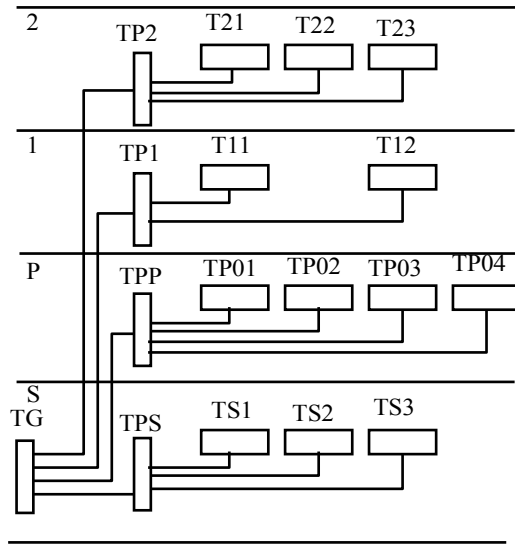 2
TP2 T21 T22 T23
1
TP1 T11 T12
P
TPP TP01 TP02 TP03 TP04
S
TG TPS TS1 TS2 TS3